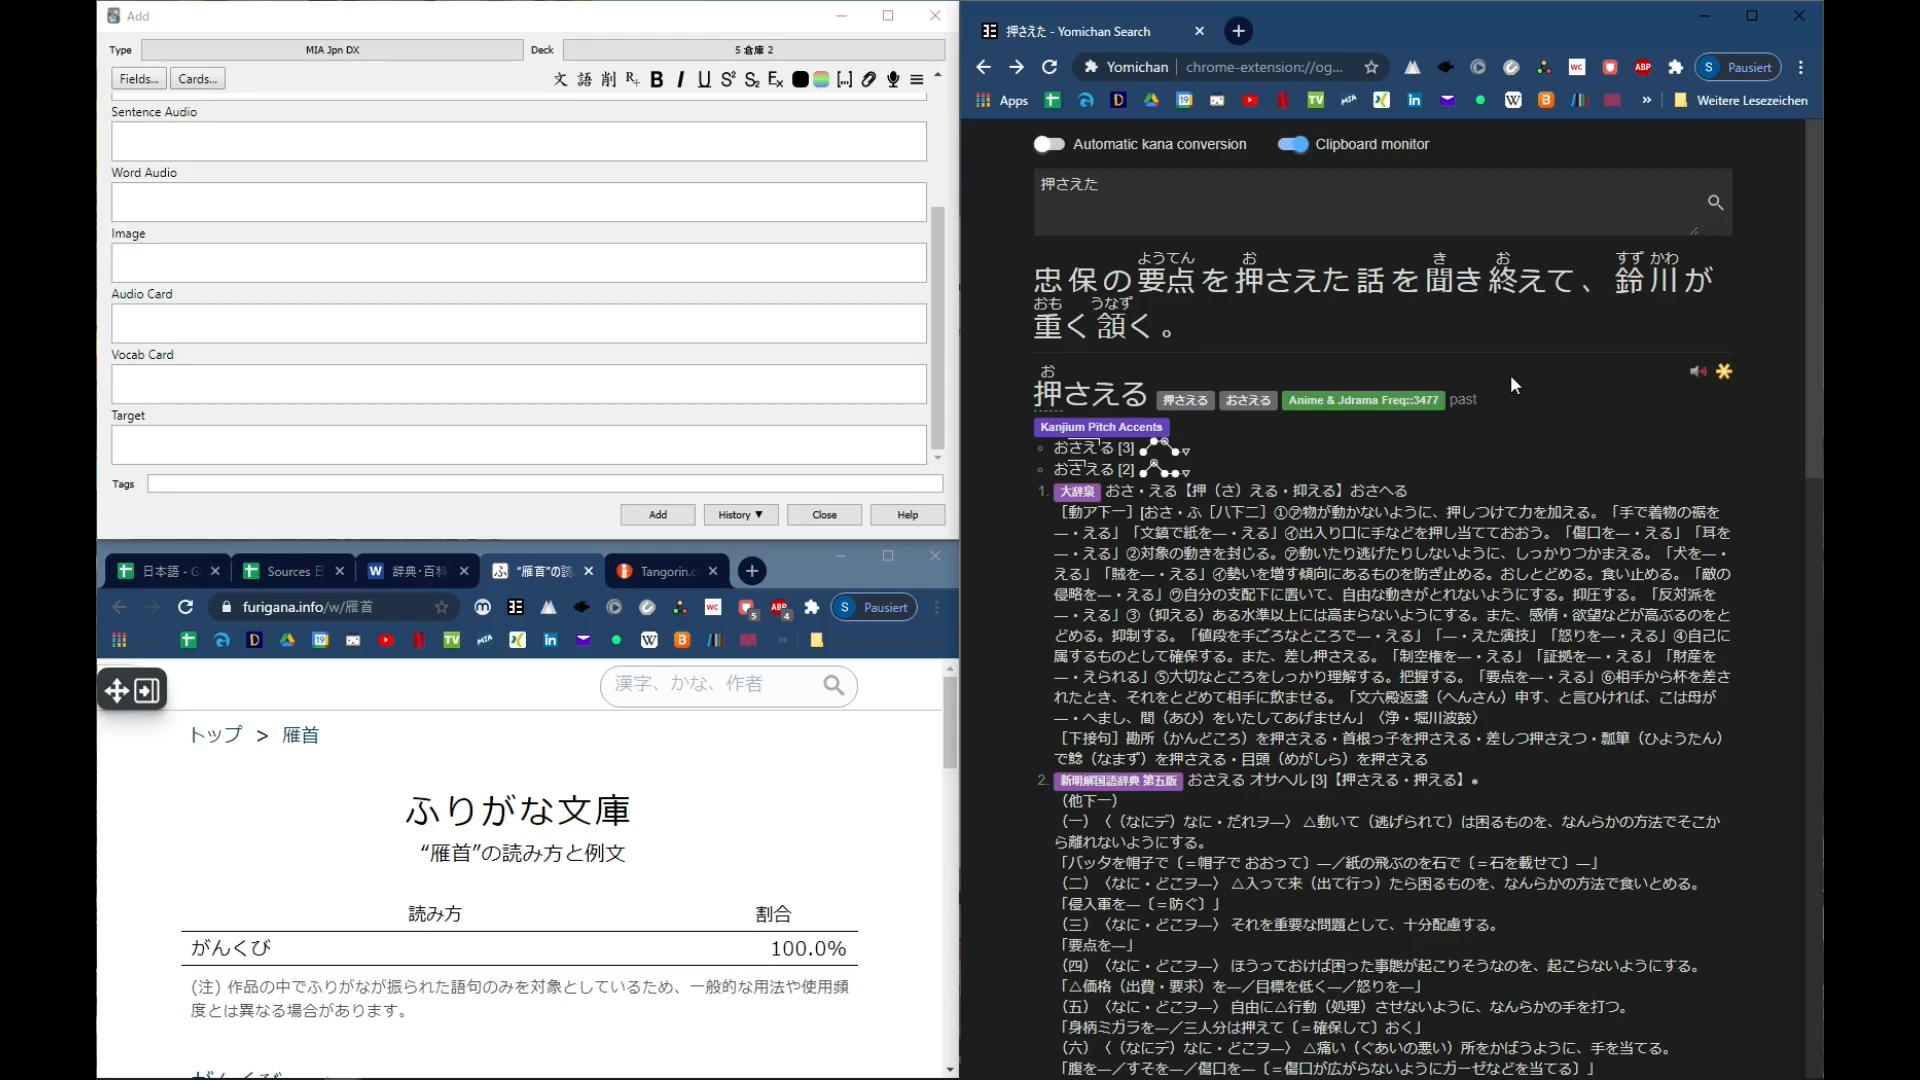 Add
Type
MIA Jpn DX
Deck
5 倉庫 2
Fields...
Cards...
Sentence Audio
Word Audio
Image
Audio Card
Vocab Card
Target
Tags
Add
History ▼
Close
Help
日本語 - G
Sources 日
辞典・百科
“雁首”の読
Tangorin.c
furigana.info/w/雁首
Pausiert
漢字、かな、作者
トップ > 雁首
ふりがな文庫
“雁首”の読み方と例文
読み方 割合
がんくび 100.0%
(注) 作品の中でふりがなが振られた語句のみを対象としているため、一般的な用法や使用頻
度とは異なる場合があります。
押さえた - Yomichan Search
Yomichan
chrome-extension://og...
Pausiert
Apps
Weitere Lesezeichen
Automatic kana conversion
Clipboard monitor
押さえた
ようてん お き お すず かわ
忠保の要点を押さえた話を聞き終えて、鈴川が
おも うなず
重く頷く。
お
押さえる 押さえる おさえる Anime & Jdrama Freq::3477 past
Kanjium Pitch Accents
おさえる [3]
おさえる [2]
1. 大辞泉 おさ・える【押（さ）える・抑える】おさへる
［動ア下一］[おさ・ふ［ハ下二］①㋐物が動かないように、押しつけて力を加える。「手で着物の裾を
―・える」「文鎮で紙を―・える」㋑出入り口に手などを押し当てておおう。「傷口を―・える」「耳を
―・える」②対象の動きを封じる。㋐動いたり逃げたりしないように、しっかりつかまえる。「犬を―・
える」「賊を―・える」㋑勢いを増す傾向にあるものを防ぎ止める。おしとどめる。食い止める。「敵の
侵略を―・える」㋒自分の支配下に置いて、自由な動きがとれないようにする。抑圧する。「反対派を
―・える」③（抑える）ある水準以上には高まらないようにする。また、感情・欲望などが高ぶるのをと
どめる。抑制する。「値段を手ごろなところで―・える」「―・えた演技」「怒りを―・える」④自己に
属するものとして確保する。また、差し押さえる。「制空権を―・える」「証拠を―・える」「財産を
―・えられる」⑤大切なところをしっかり理解する。把握する。「要点を―・える」⑥相手から杯を差さ
れたとき、それをとどめて相手に飲ませる。「文六殿返盞（へんさん）申す、と言ひければ、こは母が
―・へまし、間（あひ）をいたしてあげません」〈浄・堀川波鼓〉
［下接句］勘所（かんどころ）を押さえる・首根っ子を押さえる・差しつ押さえつ・瓢箪（ひょうたん）
で鯰（なまず）を押さえる・目頭（めがしら）を押さえる
2. 新明解国語辞典 第五版 おさえる オサヘル [3]【押さえる・押える】*
（他下一）
（一）〈（なにデ）なに・だれヲ―〉 △動いて（逃げられて）は困るものを、なんらかの方法でそこか
ら離れないようにする。
「バッタを帽子で〔＝帽子で おおって〕―／紙の飛ぶのを石で〔＝石を載せて〕―」
（二）〈なに・どこヲ―〉 △入って来（出て行っ）たら困るものを、なんらかの方法で食いとめる。
「侵入軍を―〔＝防ぐ〕」
（三）〈なに・どこヲ―〉 それを重要な問題として、十分配慮する。
「要点を―」
（四）〈なに・どこヲ―〉 ほうっておけば困った事態が起こりそうなのを、起こらないようにする。
「△価格（出費・要求）を―／目標を低く―／怒りを―」
（五）〈なに・どこヲ―〉 自由に△行動（処理）させないように、なんらかの手を打つ。
「身柄ミガラを―／三人分は押えて〔＝確保して〕おく」
（六）〈（なにデ）なに・どこヲ―〉 △痛い（ぐあいの悪い）所をかばうように、手を当てる。
「腹を―／すそを―／傷口を―〔＝傷口が広がらないようにガーゼなどを当てる〕」